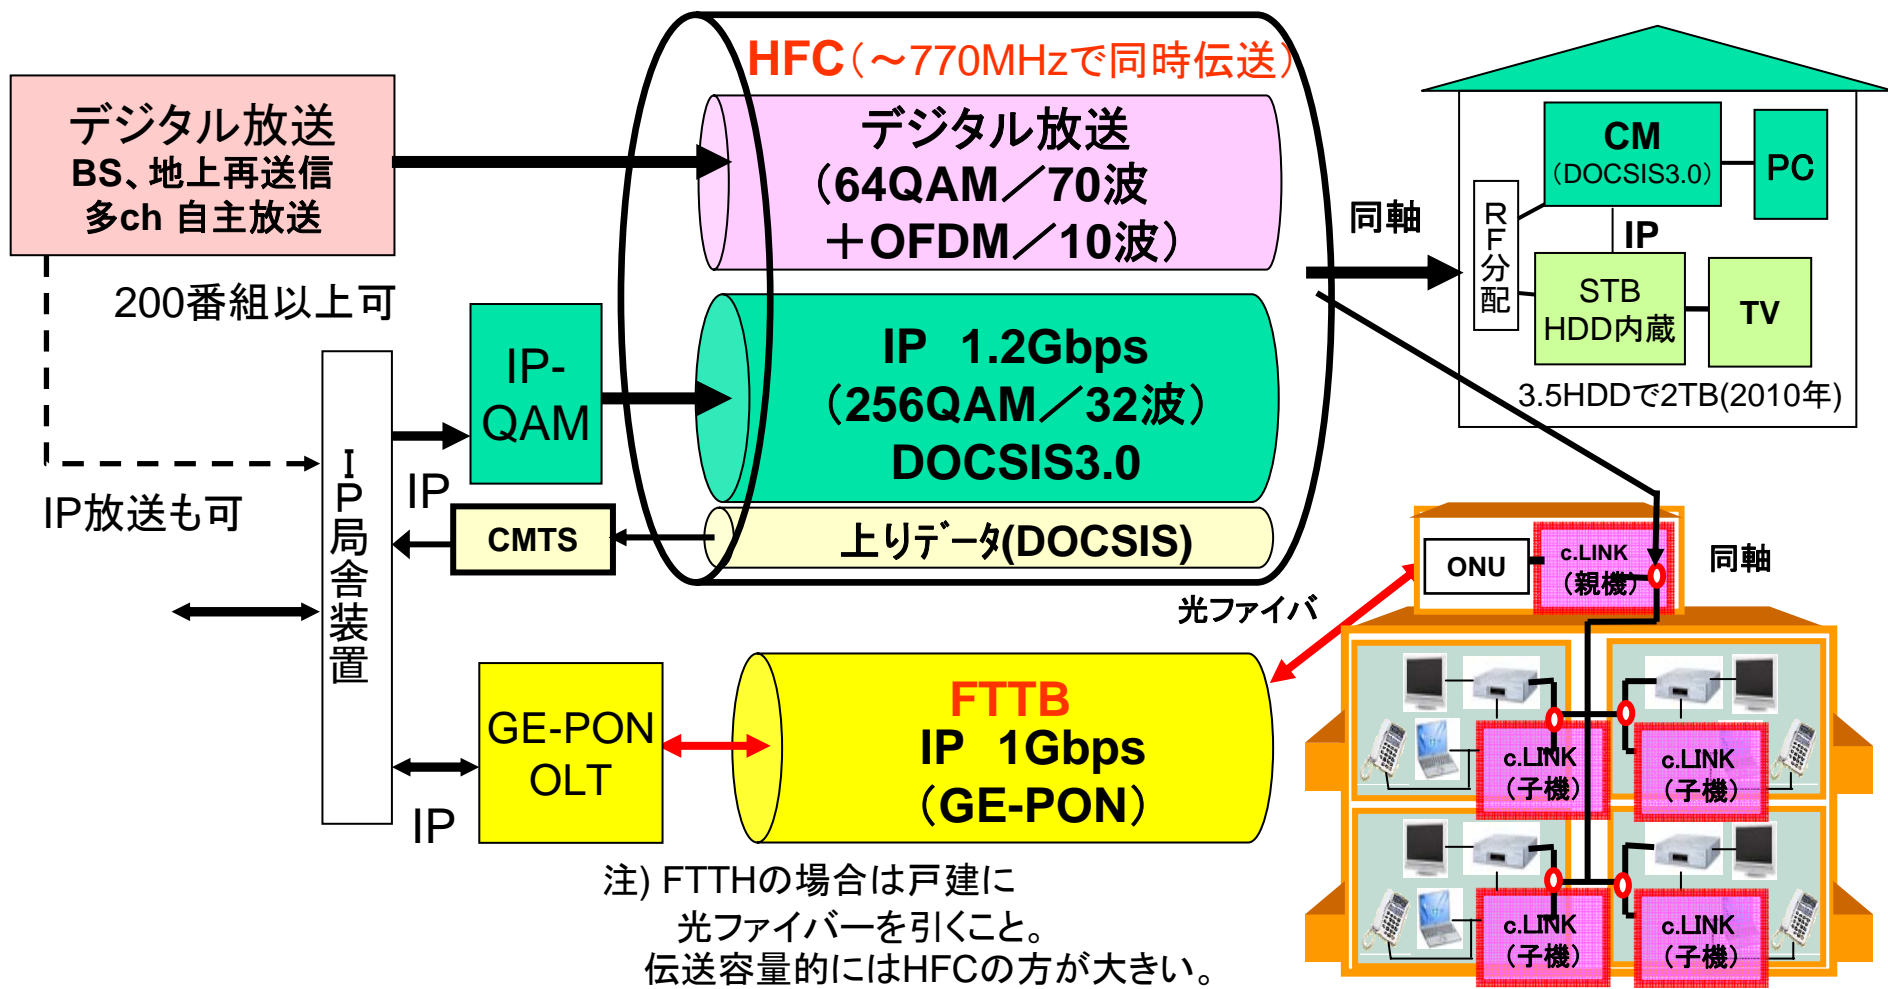 HFC(～770MHzで同時伝送)
デジタル放送
BS、地上再送信
多ch 自主放送
デジタル放送
(64QAM／70波
＋OFDM／10波)
同軸
CM
(DOCSIS3.0)
PC
RF分配
IP
STB
HDD内蔵
TV
3.5HDDで2TB(2010年)
200番組以上可
IP-
QAM
IP 1.2Gbps
(256QAM／32波)
DOCSIS3.0
IP放送も可
IP局舎装置
IP
CMTS
上りﾃﾞｰﾀ(DOCSIS)
光ファイバ
ONU
c.LINK
(親機)
同軸
GE-PON
OLT
IP
FTTB
IP 1Gbps
(GE-PON)
c.LINK
(子機)
c.LINK
(子機)
c.LINK
(子機)
c.LINK
(子機)
注) FTTHの場合は戸建に
光ファイバーを引くこと。
伝送容量的にはHFCの方が大きい。